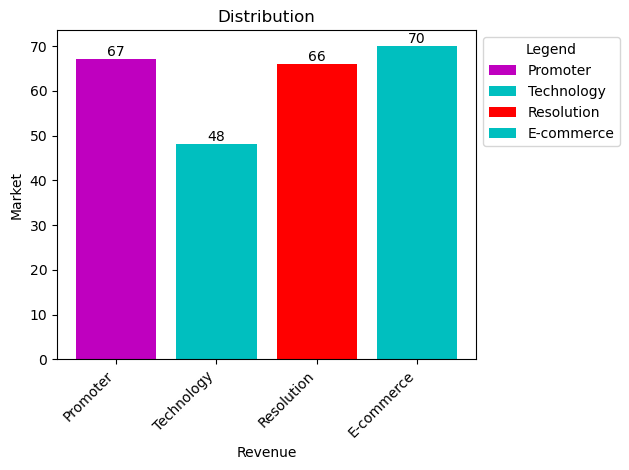 Distribution
70
60
50
40
30
20
10
0
Market
67
48
66
70
Promoter
Technology
Resolution
E-commerce
Revenue
Legend
Promoter
Technology
Resolution
E-commerce